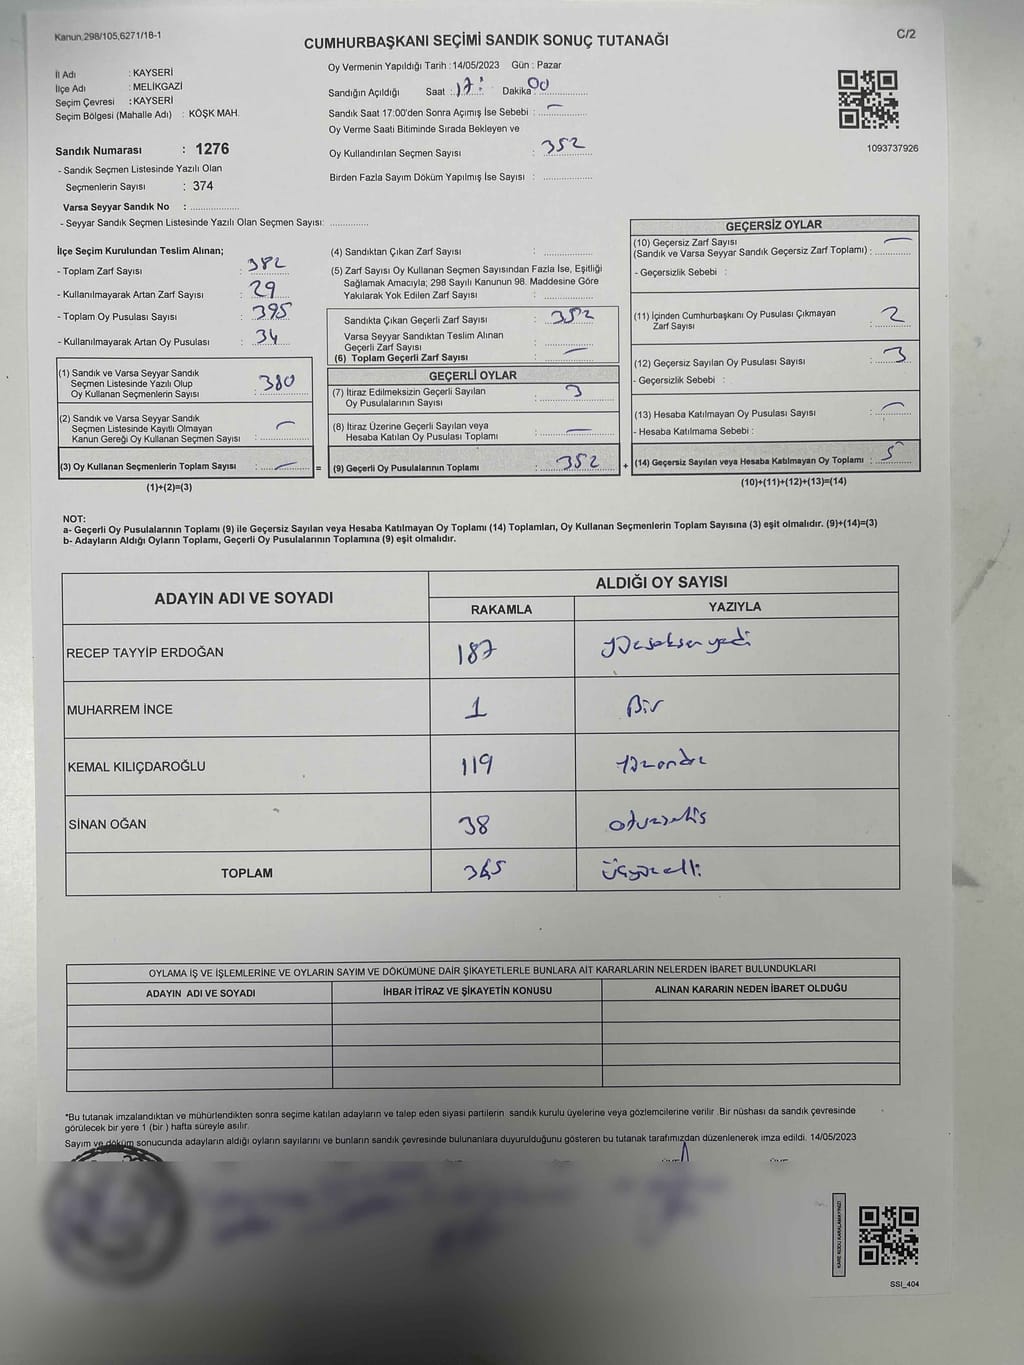 Kanun.298/105,6271/18-1
C/2
CUMHURBAŞKANI SEÇİMİ SANDIK SONUÇ TUTANAĞI
İl Adı : KAYSERİ
İlçe Adı : MELİKGAZİ
Seçim Çevresi : KAYSERİ
Seçim Bölgesi (Mahalle Adı) : KÖŞK MAH.
Sandık Numarası : 1276
- Sandık Seçmen Listesinde Yazılı Olan
Seçmenlerin Sayısı : 374
Varsa Seyyar Sandık No :
- Seyyar Sandık Seçmen Listesinde Yazılı Olan Seçmen Sayısı:
Oy Vermenin Yapıldığı Tarih :14/05/2023 Gün : Pazar
Sandığın Açıldığı Saat : 17: Dakika: 00
Sandık Saat 17:00'den Sonra Açımış İse Sebebi : —
Oy Verme Saati Bitiminde Sırada Bekleyen ve
Oy Kullandırılan Seçmen Sayısı : 352
Birden Fazla Sayım Döküm Yapılmış İse Sayısı :
1093737926
İlçe Seçim Kurulundan Teslim Alınan;
- Toplam Zarf Sayısı : 382
- Kullanılmayarak Artan Zarf Sayısı : 29
- Toplam Oy Pusulası Sayısı : 395
- Kullanılmayarak Artan Oy Pusulası : 34
(1) Sandık ve Varsa Seyyar Sandık
Seçmen Listesinde Yazılı Olup
Oy Kullanan Seçmenlerin Sayısı : 380
(2) Sandık ve Varsa Seyyar Sandık
Seçmen Listesinde Kayıtlı Olmayan
Kanun Gereği Oy Kullanan Seçmen Sayısı : —
(3) Oy Kullanan Seçmenlerin Toplam Sayısı : — =
(1)+(2)=(3)
(4) Sandıktan Çıkan Zarf Sayısı :
(5) Zarf Sayısı Oy Kullanan Seçmen Sayısından Fazla İse, Eşitliği
Sağlamak Amacıyla; 298 Sayılı Kanunun 98. Maddesine Göre
Yakılarak Yok Edilen Zarf Sayısı :
Sandıkta Çıkan Geçerli Zarf Sayısı : 352
Varsa Seyyar Sandıktan Teslim Alınan
Geçerli Zarf Sayısı :
(6) Toplam Geçerli Zarf Sayısı : —
GEÇERLİ OYLAR
(7) İtiraz Edilmeksizin Geçerli Sayılan
Oy Pusulalarının Sayısı : 3
(8) İtiraz Üzerine Geçerli Sayılan veya
Hesaba Katılan Oy Pusulası Toplamı : —
(9) Geçerli Oy Pusulalarının Toplamı : 352 +
GEÇERSİZ OYLAR
(10) Geçersiz Zarf Sayısı
(Sandık ve Varsa Seyyar Sandık Geçersiz Zarf Toplamı) : —
- Geçersizlik Sebebi :
(11) İçinden Cumhurbaşkanı Oy Pusulası Çıkmayan
Zarf Sayısı : 2
(12) Geçersiz Sayılan Oy Pusulası Sayısı : 3
- Geçersizlik Sebebi :
(13) Hesaba Katılmayan Oy Pusulası Sayısı : —
- Hesaba Katılmama Sebebi :
(14) Geçersiz Sayılan veya Hesaba Katılmayan Oy Toplamı : 5
(10)+(11)+(12)+(13)=(14)
NOT:
a- Geçerli Oy Pusulalarının Toplamı (9) ile Geçersiz Sayılan veya Hesaba Katılmayan Oy Toplamı (14) Toplamları, Oy Kullanan Seçmenlerin Toplam Sayısına (3) eşit olmalıdır. (9)+(14)=(3)
b- Adayların Aldığı Oyların Toplamı, Geçerli Oy Pusulalarının Toplamına (9) eşit olmalıdır.
ADAYIN ADI VE SOYADI
ALDIĞI OY SAYISI
RAKAMLA YAZIYLA
RECEP TAYYİP ERDOĞAN 187 Yüzseksenyedi
MUHARREM İNCE 1 Bir
KEMAL KILIÇDAROĞLU 119
SİNAN OĞAN 38 otuzsekis
TOPLAM 345 üçyüzelli
OYLAMA İŞ VE İŞLEMLERİNE VE OYLARIN SAYIM VE DÖKÜMÜNE DAİR ŞİKAYETLERLE BUNLARA AİT KARARLARIN NELERDEN İBARET BULUNDUKLARI
ADAYIN ADI VE SOYADI İHBAR İTİRAZ VE ŞİKAYETİN KONUSU ALINAN KARARIN NEDEN İBARET OLDUĞU
*Bu tutanak imzalandıktan ve mühürlendikten sonra seçime katılan adayların ve talep eden siyasi partilerin sandık kurulu üyelerine veya gözlemcilerine verilir .Bir nüshası da sandık çevresinde
görülecek bir yere 1 (bir ) hafta süreyle asılır.
Sayım ve döküm sonucunda adayların aldığı oyların sayılarını ve bunların sandık çevresinde bulunanlara duyurulduğunu gösteren bu tutanak tarafımızdan düzenlenerek imza edildi. 14/05/2023
KARE KODU KARALAMAYINIZ!
SSI_404